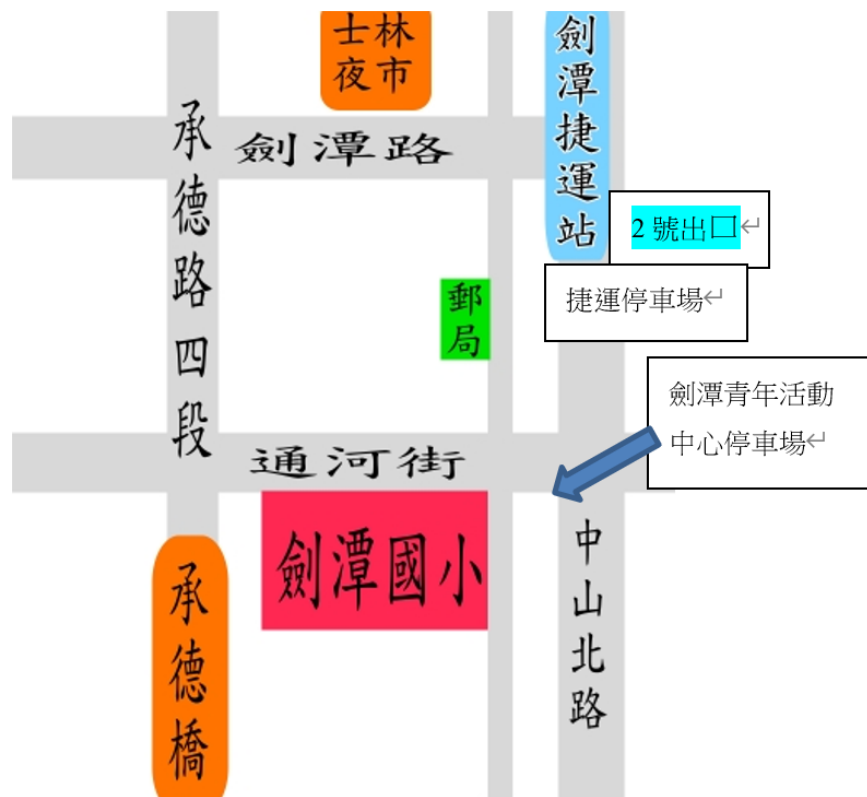 士林
夜市
劍潭捷運站
承德路四段
劍潭路
2 號出口↵
捷運停車場↵
郵局
劍潭青年活動
中心停車場↵
通河街
劍潭國小
中山北路
承德橋